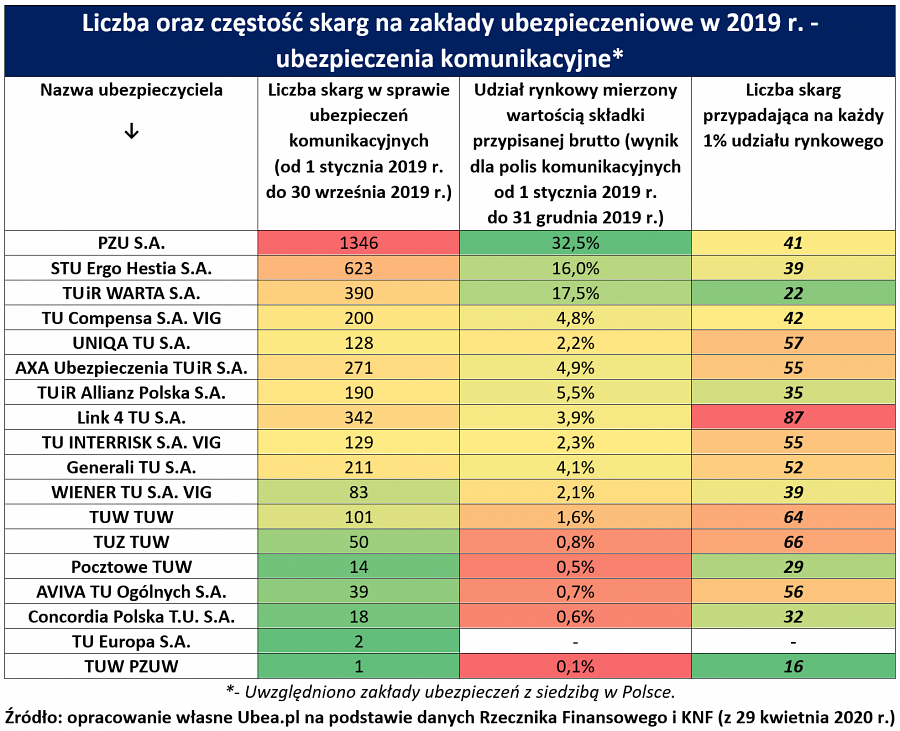 Liczba oraz częstość skarg na zakłady ubezpieczeniowe w 2019 r. -
ubezpieczenia komunikacyjne*
Nazwa ubezpieczyciela
↓
Liczba skarg w sprawie
ubezpieczeń
komunikacyjnych
(od 1 stycznia 2019 r.
do 30 września 2019 r.)
Udział rynkowy mierzony
wartością składki
przypisanej brutto (wynik
dla polis komunikacyjnych
od 1 stycznia 2019 r.
do 31 grudnia 2019 r.)
Liczba skarg
przypadająca na każdy
1% udziału rynkowego
PZU S.A. 1346 32,5% 41
STU Ergo Hestia S.A. 623 16,0% 39
TUiR WARTA S.A. 390 17,5% 22
TU Compensa S.A. VIG 200 4,8% 42
UNIQA TU S.A. 128 2,2% 57
AXA Ubezpieczenia TUiR S.A. 271 4,9% 55
TUiR Allianz Polska S.A. 190 5,5% 35
Link 4 TU S.A. 342 3,9% 87
TU INTERRISK S.A. VIG 129 2,3% 55
Generali TU S.A. 211 4,1% 52
WIENER TU S.A. VIG 83 2,1% 39
TUW TUW 101 1,6% 64
TUZ TUW 50 0,8% 66
Pocztowe TUW 14 0,5% 29
AVIVA TU Ogólnych S.A. 39 0,7% 56
Concordia Polska T.U. S.A. 18 0,6% 32
TU Europa S.A. 2 - -
TUW PZUW 1 0,1% 16
*- Uwzględniono zakłady ubezpieczeń z siedzibą w Polsce.
Źródło: opracowanie własne Ubea.pl na podstawie danych Rzecznika Finansowego i KNF (z 29 kwietnia 2020 r.)